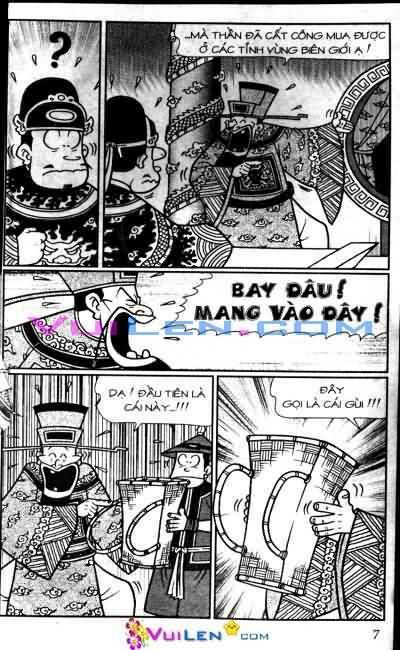 ?
...MÀ THẦN ĐÃ CẤT CÔNG MUA ĐƯỢC
Ở CÁC TỈNH VÙNG BIÊN GIỚI Ạ!
BAY ĐÂU!
MANG VÀO ĐÂY!
VUILEN.COM
DẠ! ĐẦU TIÊN LÀ
CÁI NÀY...!!!
ĐÂY
GỌI LÀ CÁI GÙI!!!
7
VUILEN.COM